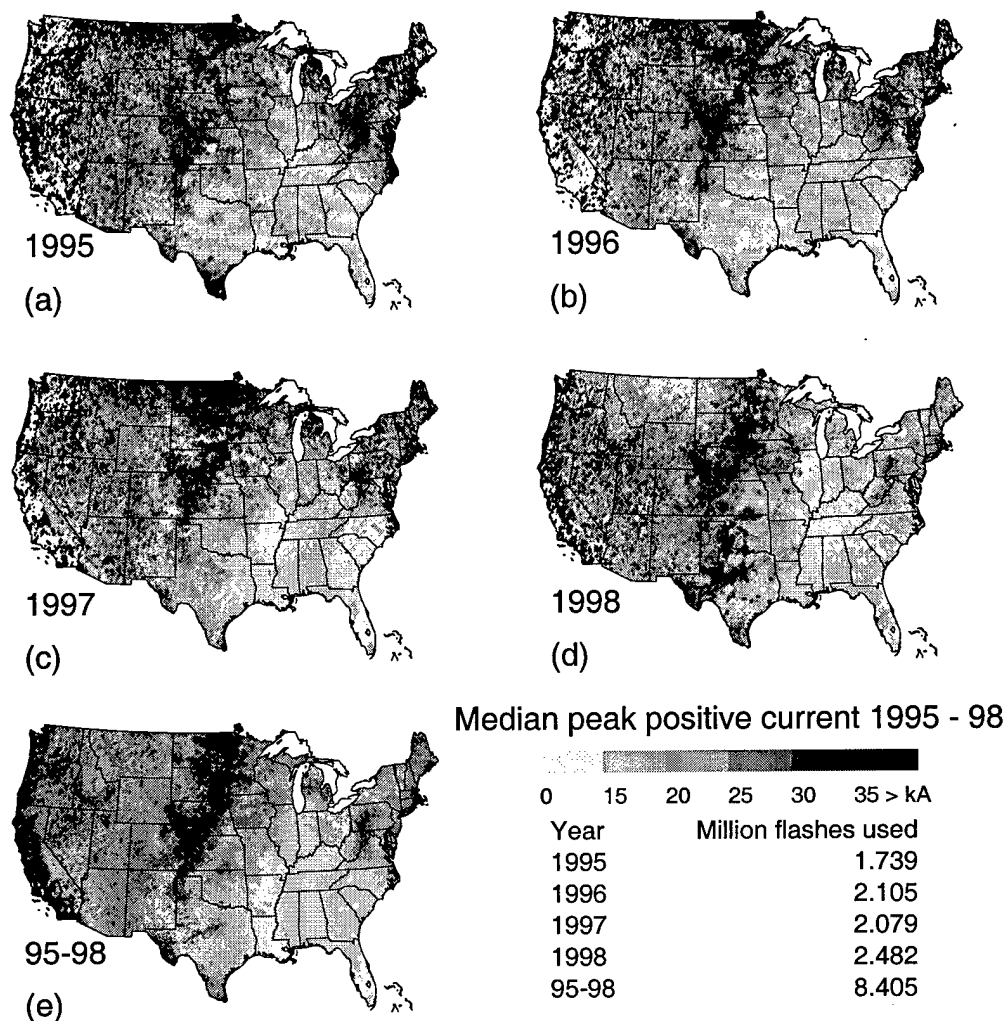 1995
(a)
1996
(b)
1997
(c)
1998
(d)
95-98
(e)
Median peak positive current 1995 - 98
0 15 20 25 30 35 > kA
Year Million flashes used
1995 1.739
1996 2.105
1997 2.079
1998 2.482
95-98 8.405